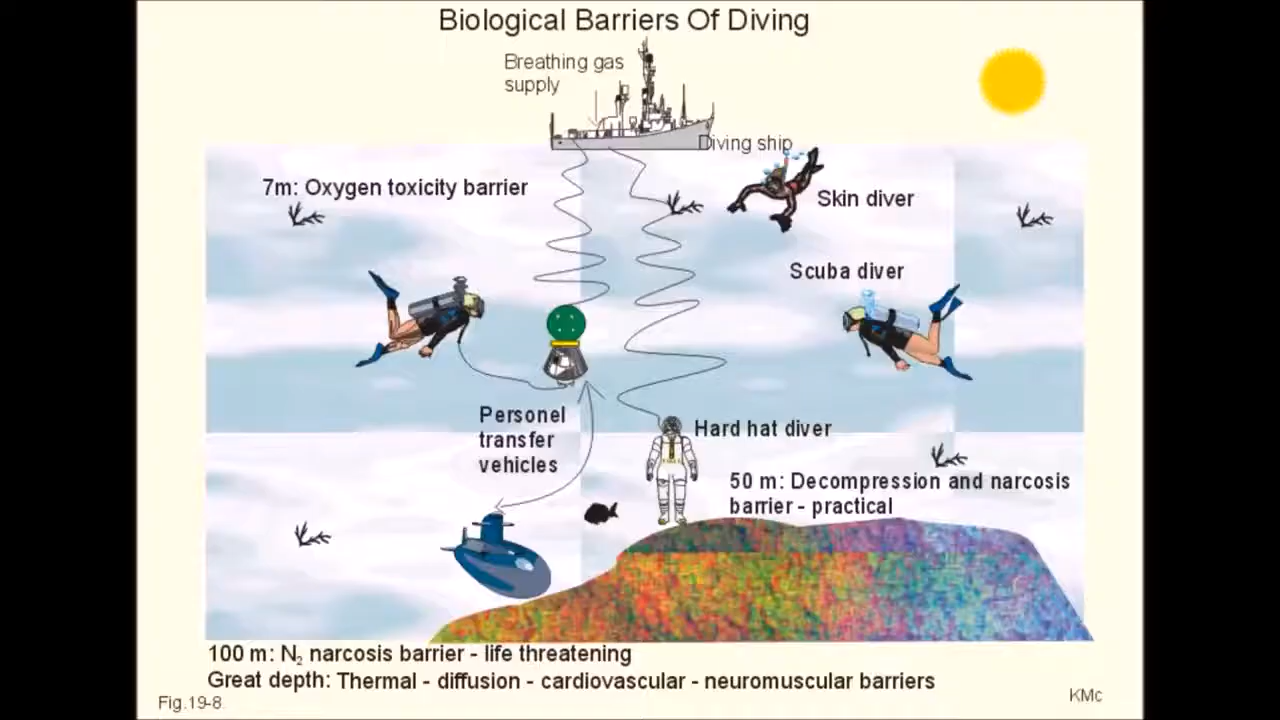 Biological Barriers Of Diving
Breathing gas
supply
Diving ship
7m: Oxygen toxicity barrier
Skin diver
Scuba diver
Personel
transfer
vehicles
Hard hat diver
50 m: Decompression and narcosis
barrier - practical
100 m: N₂ narcosis barrier - life threatening
Great depth: Thermal - diffusion - cardiovascular - neuromuscular barriers
Fig.19-8.
KMc